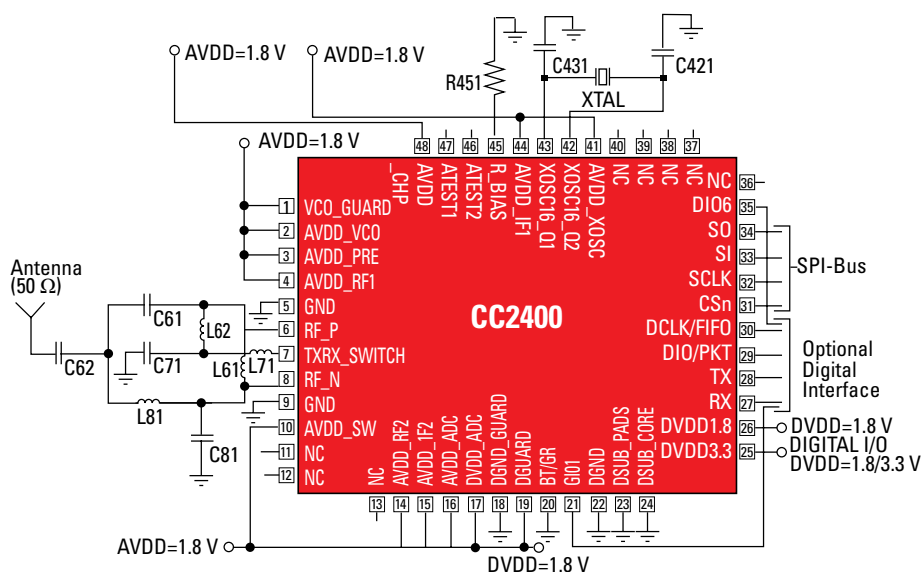 AVDD=1.8 V
AVDD=1.8 V
R451
C431
C421
XTAL
AVDD=1.8 V
48
47
46
45
44
43
42
41
40
39
38
37
AVDD
_CHP
ATEST1
ATEST2
R_BIAS
AVDD_IF1
XOSC16_Q1
XOSC16_Q2
AVDD_XOSC
NC
NC
NC
NC
1 VCO_GUARD
2 AVDD_VCO
3 AVDD_PRE
4 AVDD_RF1
5 GND
6 RF_P
7 TXRX_SWITCH
8 RF_N
9 GND
10 AVDD_SW
11 NC
12 NC
CC2400
NC 36
DIO6 35
SO 34
SI 33
SCLK 32
CSn 31
DCLK/FIFO 30
DIO/PKT 29
TX 28
RX 27
DVDD1.8 26
DVDD3.3 25
SPI-Bus
Optional
Digital
Interface
DVDD=1.8 V
DIGITAL I/O
DVDD=1.8/3.3 V
Antenna
(50 Ω)
C61
L62
C62
C71
L61
L71
L81
C81
NC
AVDD_RF2
AVDD_1F2
AVDD_ADC
DVDD_ADC
DGND_GUARD
DGUARD
BT/GR
GI01
DGND
DSUB_PADS
DSUB_CORE
13
14
15
16
17
18
19
20
21
22
23
24
AVDD=1.8 V
DVDD=1.8 V